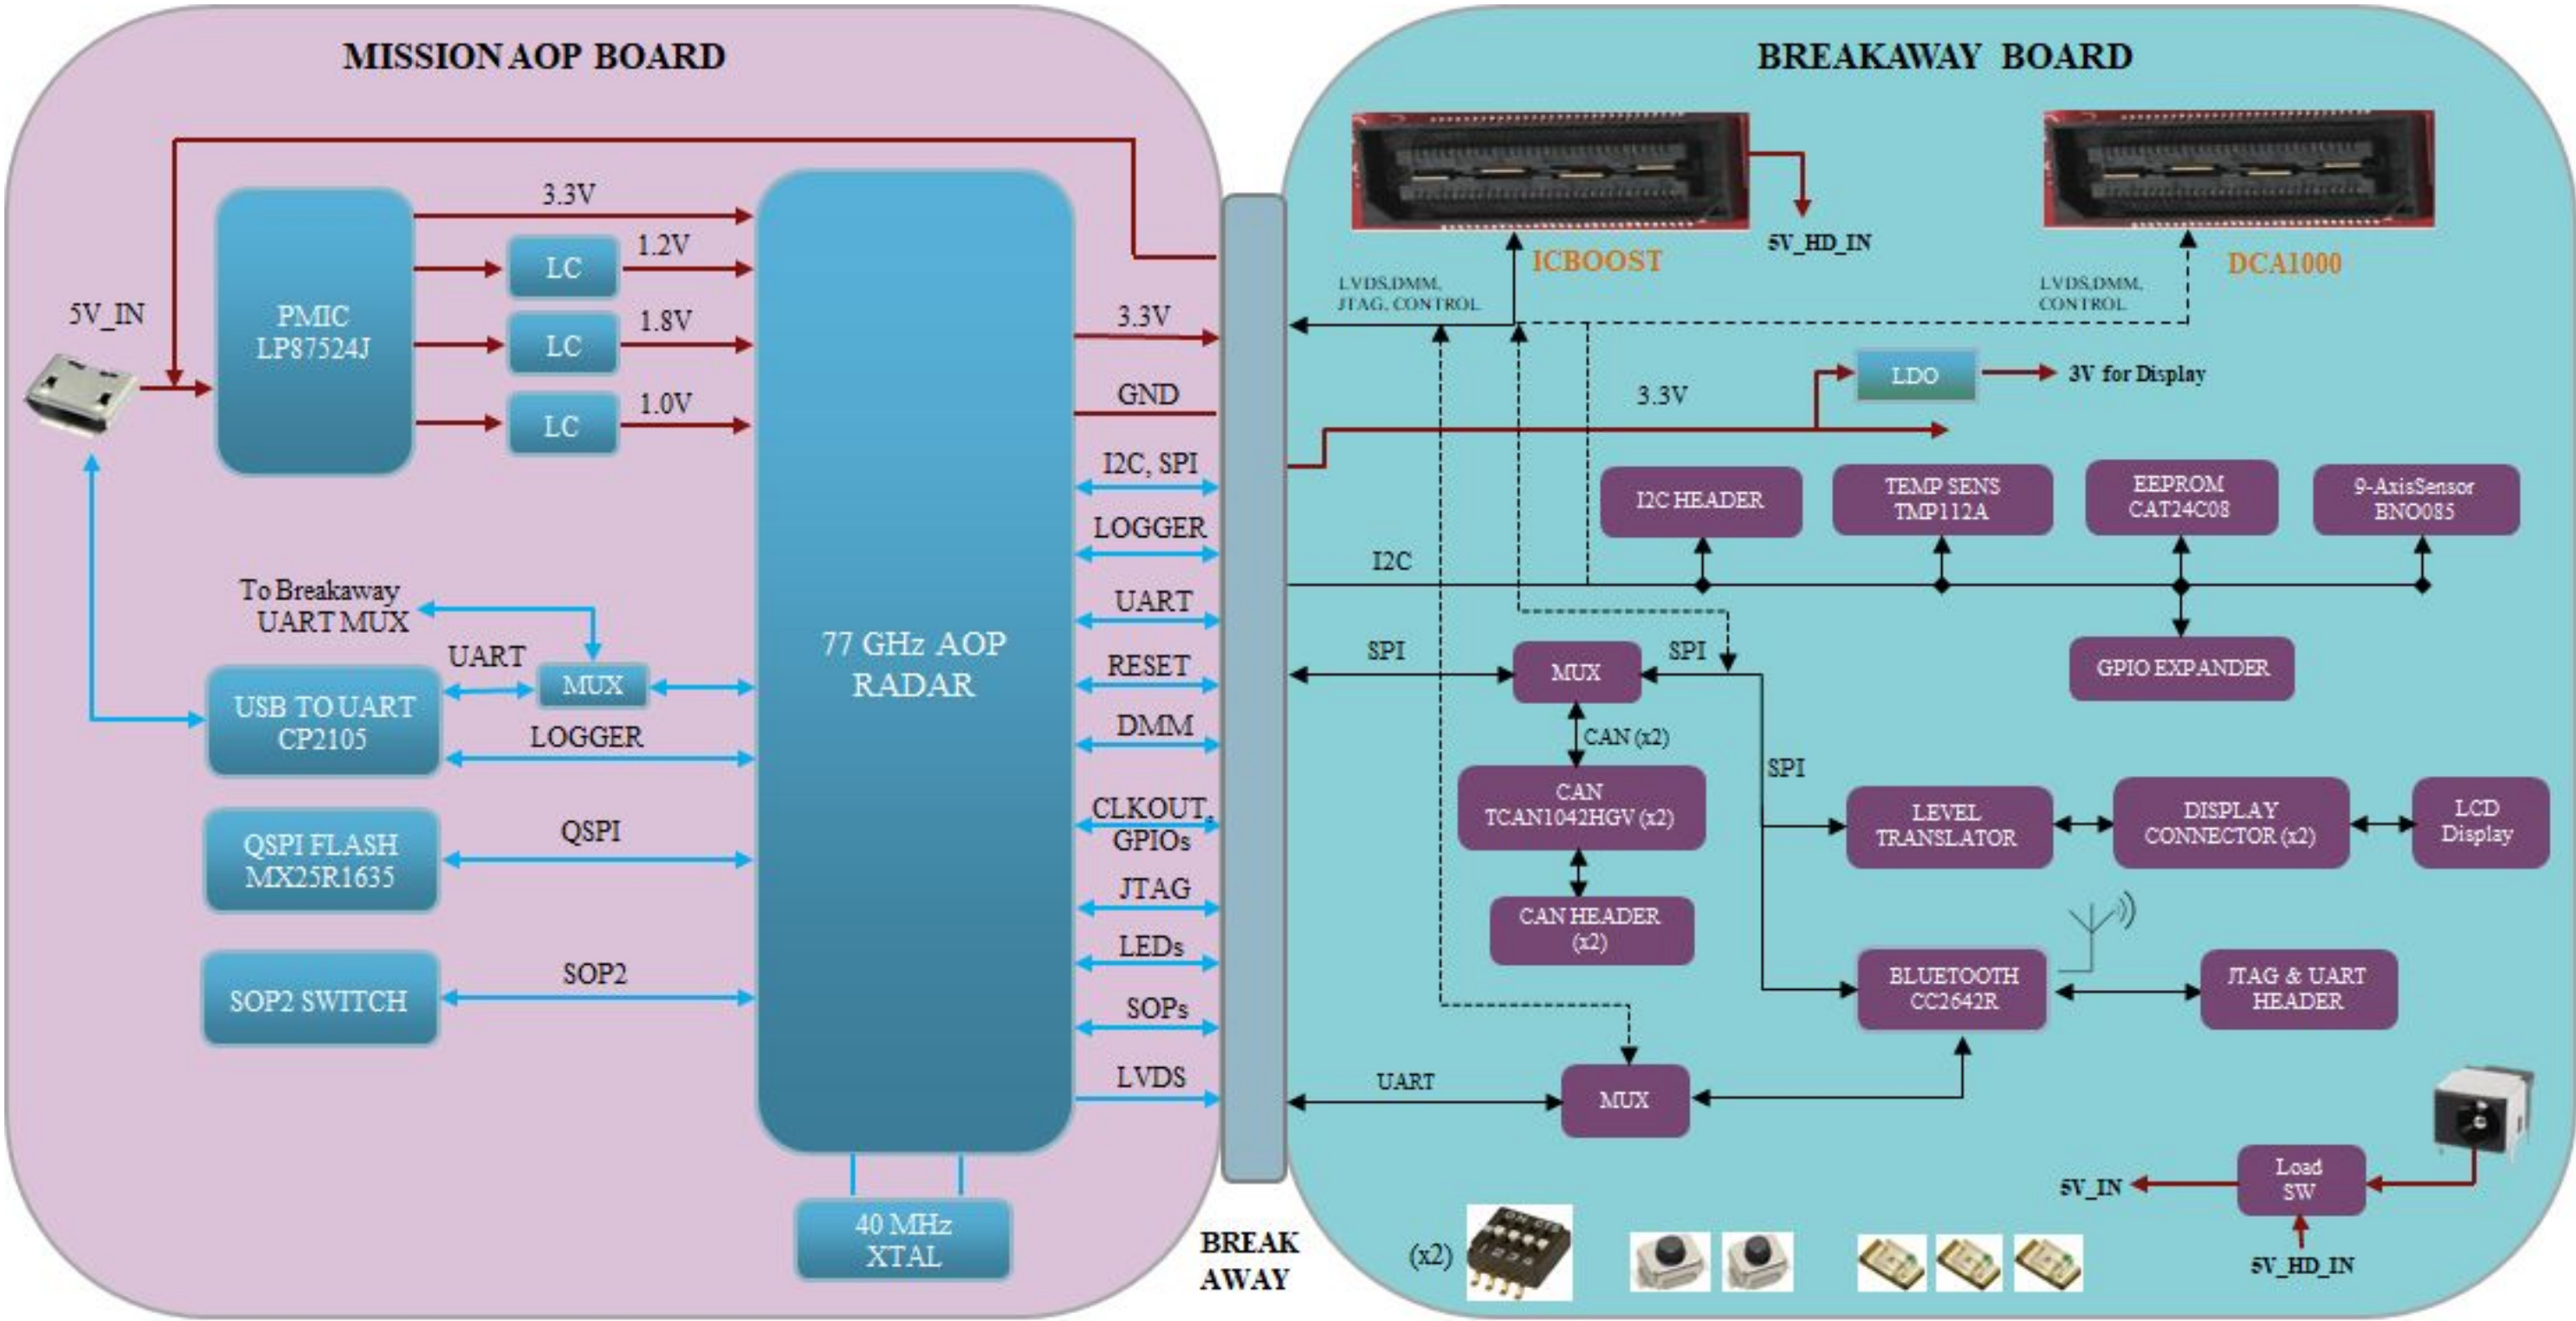 MISSION AOP BOARD
BREAKAWAY BOARD
5V_IN
PMIC
LP87524J
3.3V
LC
1.2V
LC
1.8V
LC
1.0V
To Breakaway
UART MUX
UART
MUX
USB TO UART
CP2105
LOGGER
QSPI FLASH
MX25R1635
QSPI
SOP2 SWITCH
SOP2
77 GHz AOP
RADAR
40 MHz
XTAL
3.3V
GND
I2C, SPI
LOGGER
UART
RESET
DMM
CLKOUT,
GPIOs
JTAG
LEDs
SOPs
LVDS
BREAK
AWAY
ICBOOST
5V_HD_IN
DCA1000
LVDS,DMM,
JTAG, CONTROL
LVDS,DMM,
CONTROL
3.3V
LDO
3V for Display
I2C HEADER
TEMP SENS
TMP112A
EEPROM
CAT24C08
9-AxisSensor
BNO085
I2C
GPIO EXPANDER
SPI
MUX
SPI
CAN (x2)
CAN
TCAN1042HGV (x2)
CAN HEADER
(x2)
SPI
LEVEL
TRANSLATOR
DISPLAY
CONNECTOR (x2)
LCD
Display
BLUETOOTH
CC2642R
JTAG & UART
HEADER
UART
MUX
5V_IN
Load
SW
5V_HD_IN
(x2)